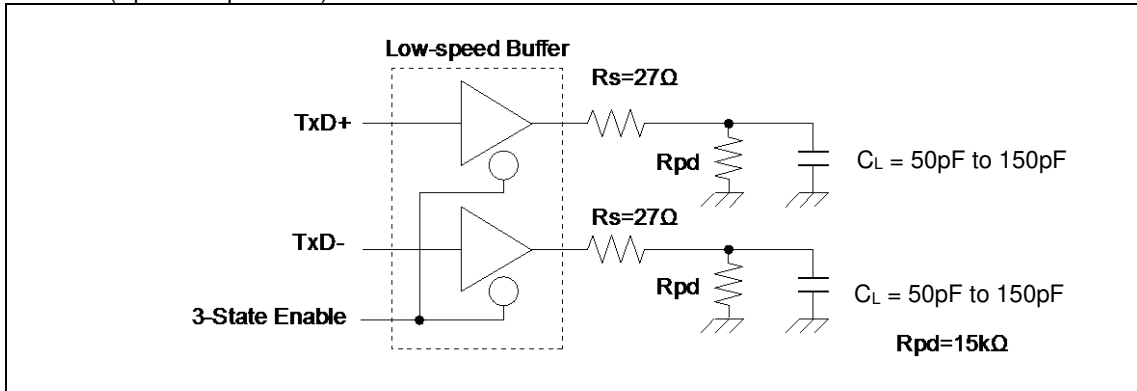 Low-speed Buffer
Rs=27Ω
TxD+
Rpd
CL = 50pF to 150pF
Rs=27Ω
TxD-
Rpd
CL = 50pF to 150pF
3-State Enable
Rpd=15kΩ